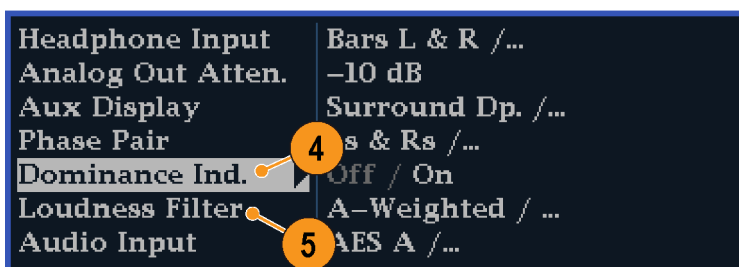 Headphone Input Bars L & R /...
Analog Out Atten. –10 dB
Aux Display Surround Dp. /...
Phase Pair & Rs /...
4
Dominance Ind. Off / On
Loudness Filter A–Weighted / ...
Audio Input AES A /...
5